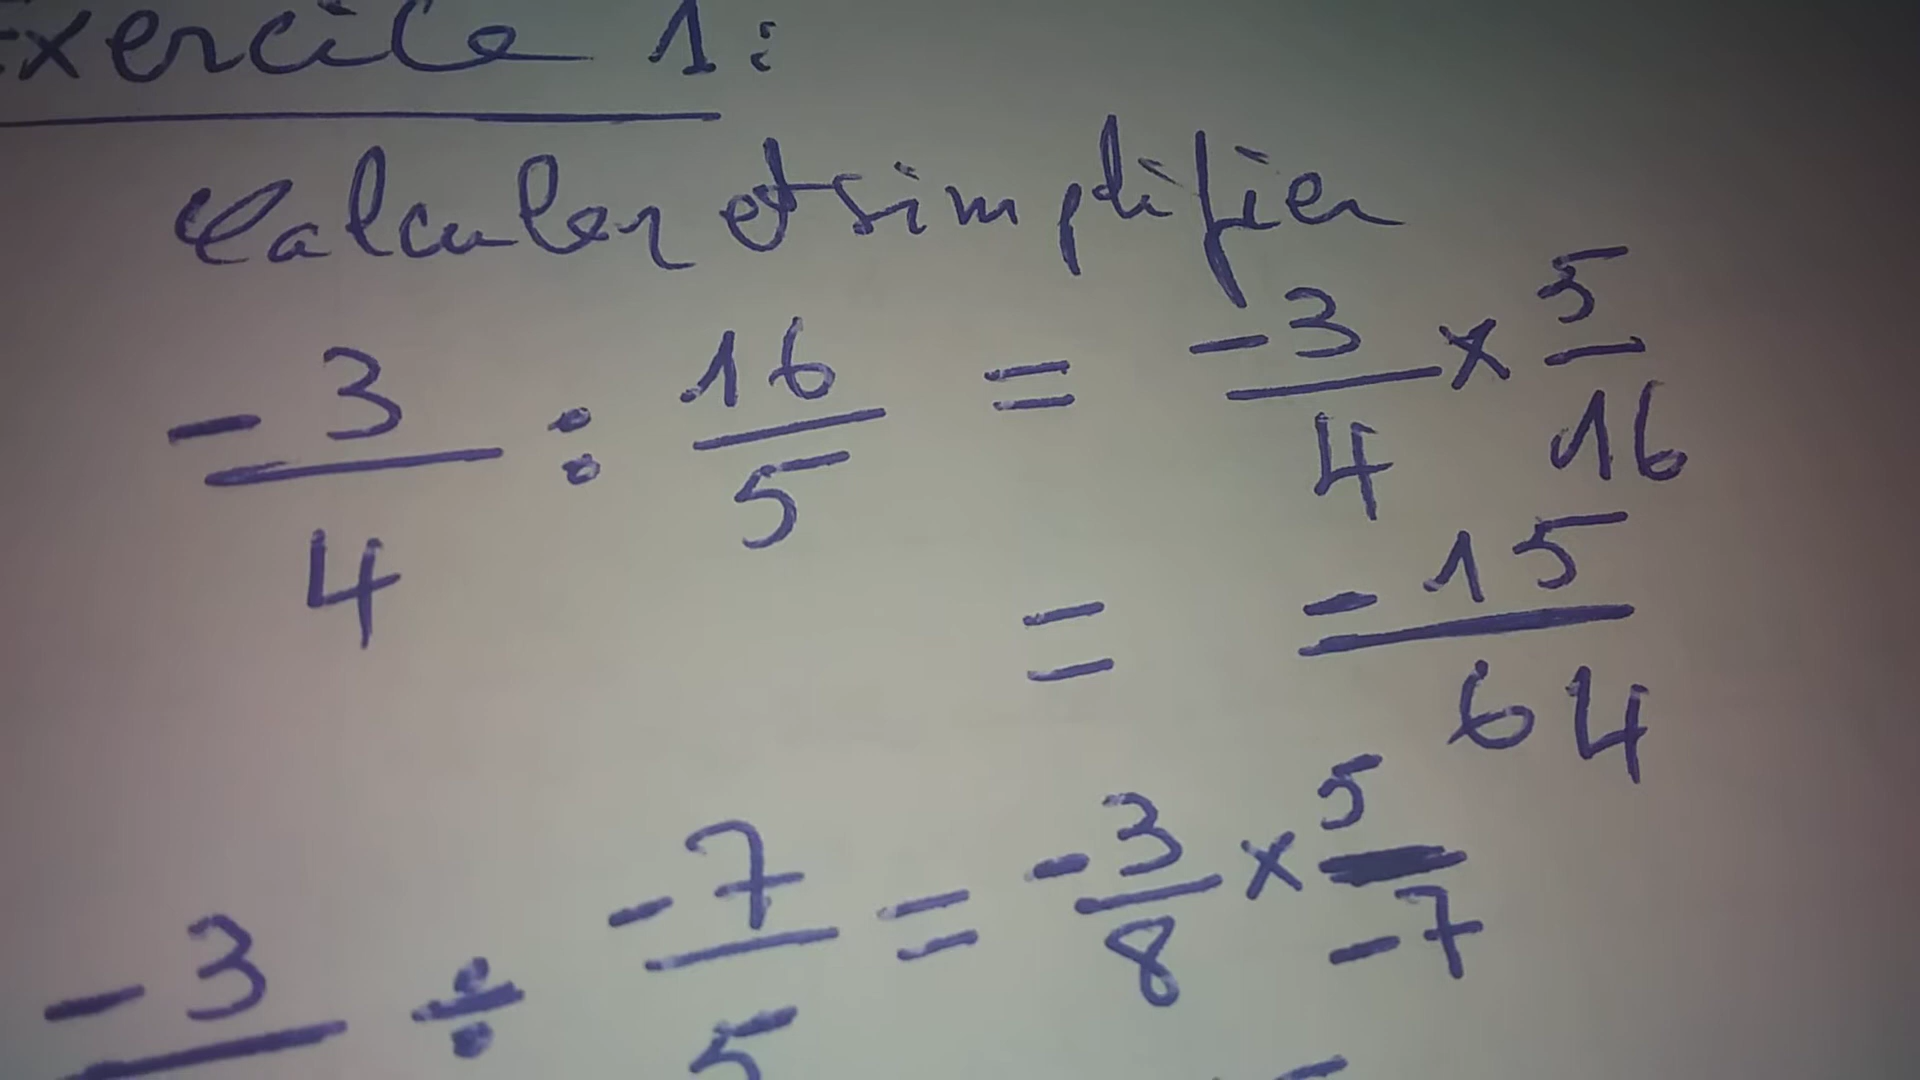 Exercice 1:
Calculer et simplifier
-3/4 : 16/5 = -3/4 × 5/16
= -15/64
-3 ÷ -7/5 = -3/8 × 5/-7